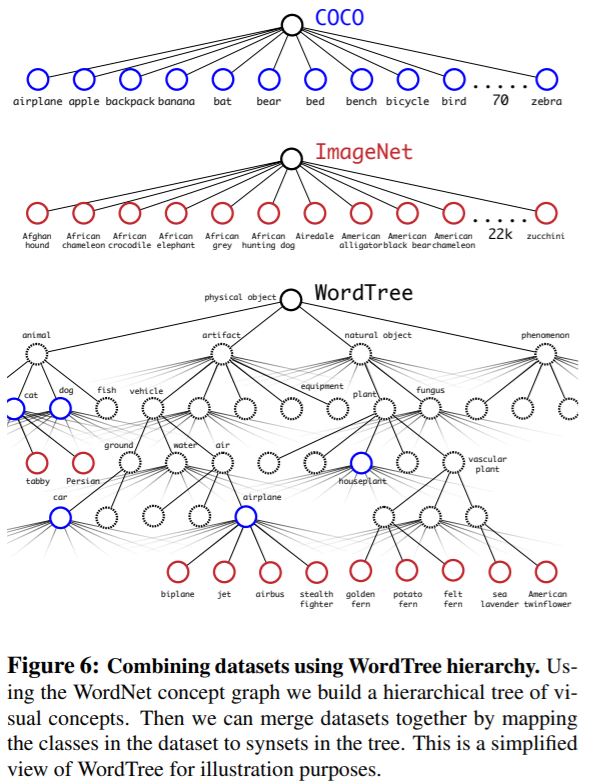 COCO
airplane apple backpack banana bat bear bed bench bicycle bird ..... 70 zebra
ImageNet
Afghan hound
African chameleon
African crocodile
African elephant
African grey
African hunting dog
Airedale
American alligator
American black bear
American chameleon
..... 22k
zucchini
physical object
WordTree
animal
artifact
natural object
phenomenon
cat
dog
fish
vehicle
equipment
plant
fungus
ground
water
air
tabby
Persian
houseplant
vascular plant
car
airplane
biplane
jet
airbus
stealth fighter
golden fern
potato fern
felt fern
sea lavender
American twinflower
Figure 6: Combining datasets using WordTree hierarchy. Us-
ing the WordNet concept graph we build a hierarchical tree of vi-
sual concepts. Then we can merge datasets together by mapping
the classes in the dataset to synsets in the tree. This is a simplified
view of WordTree for illustration purposes.